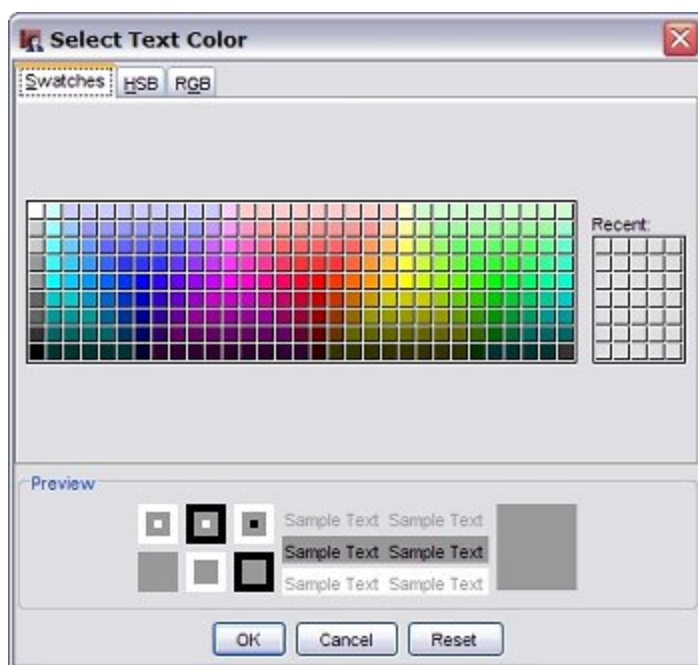 Select Text Color
Swatches HSB RGB
Recent:
Preview
Sample Text Sample Text
Sample Text Sample Text
Sample Text Sample Text
OK Cancel Reset